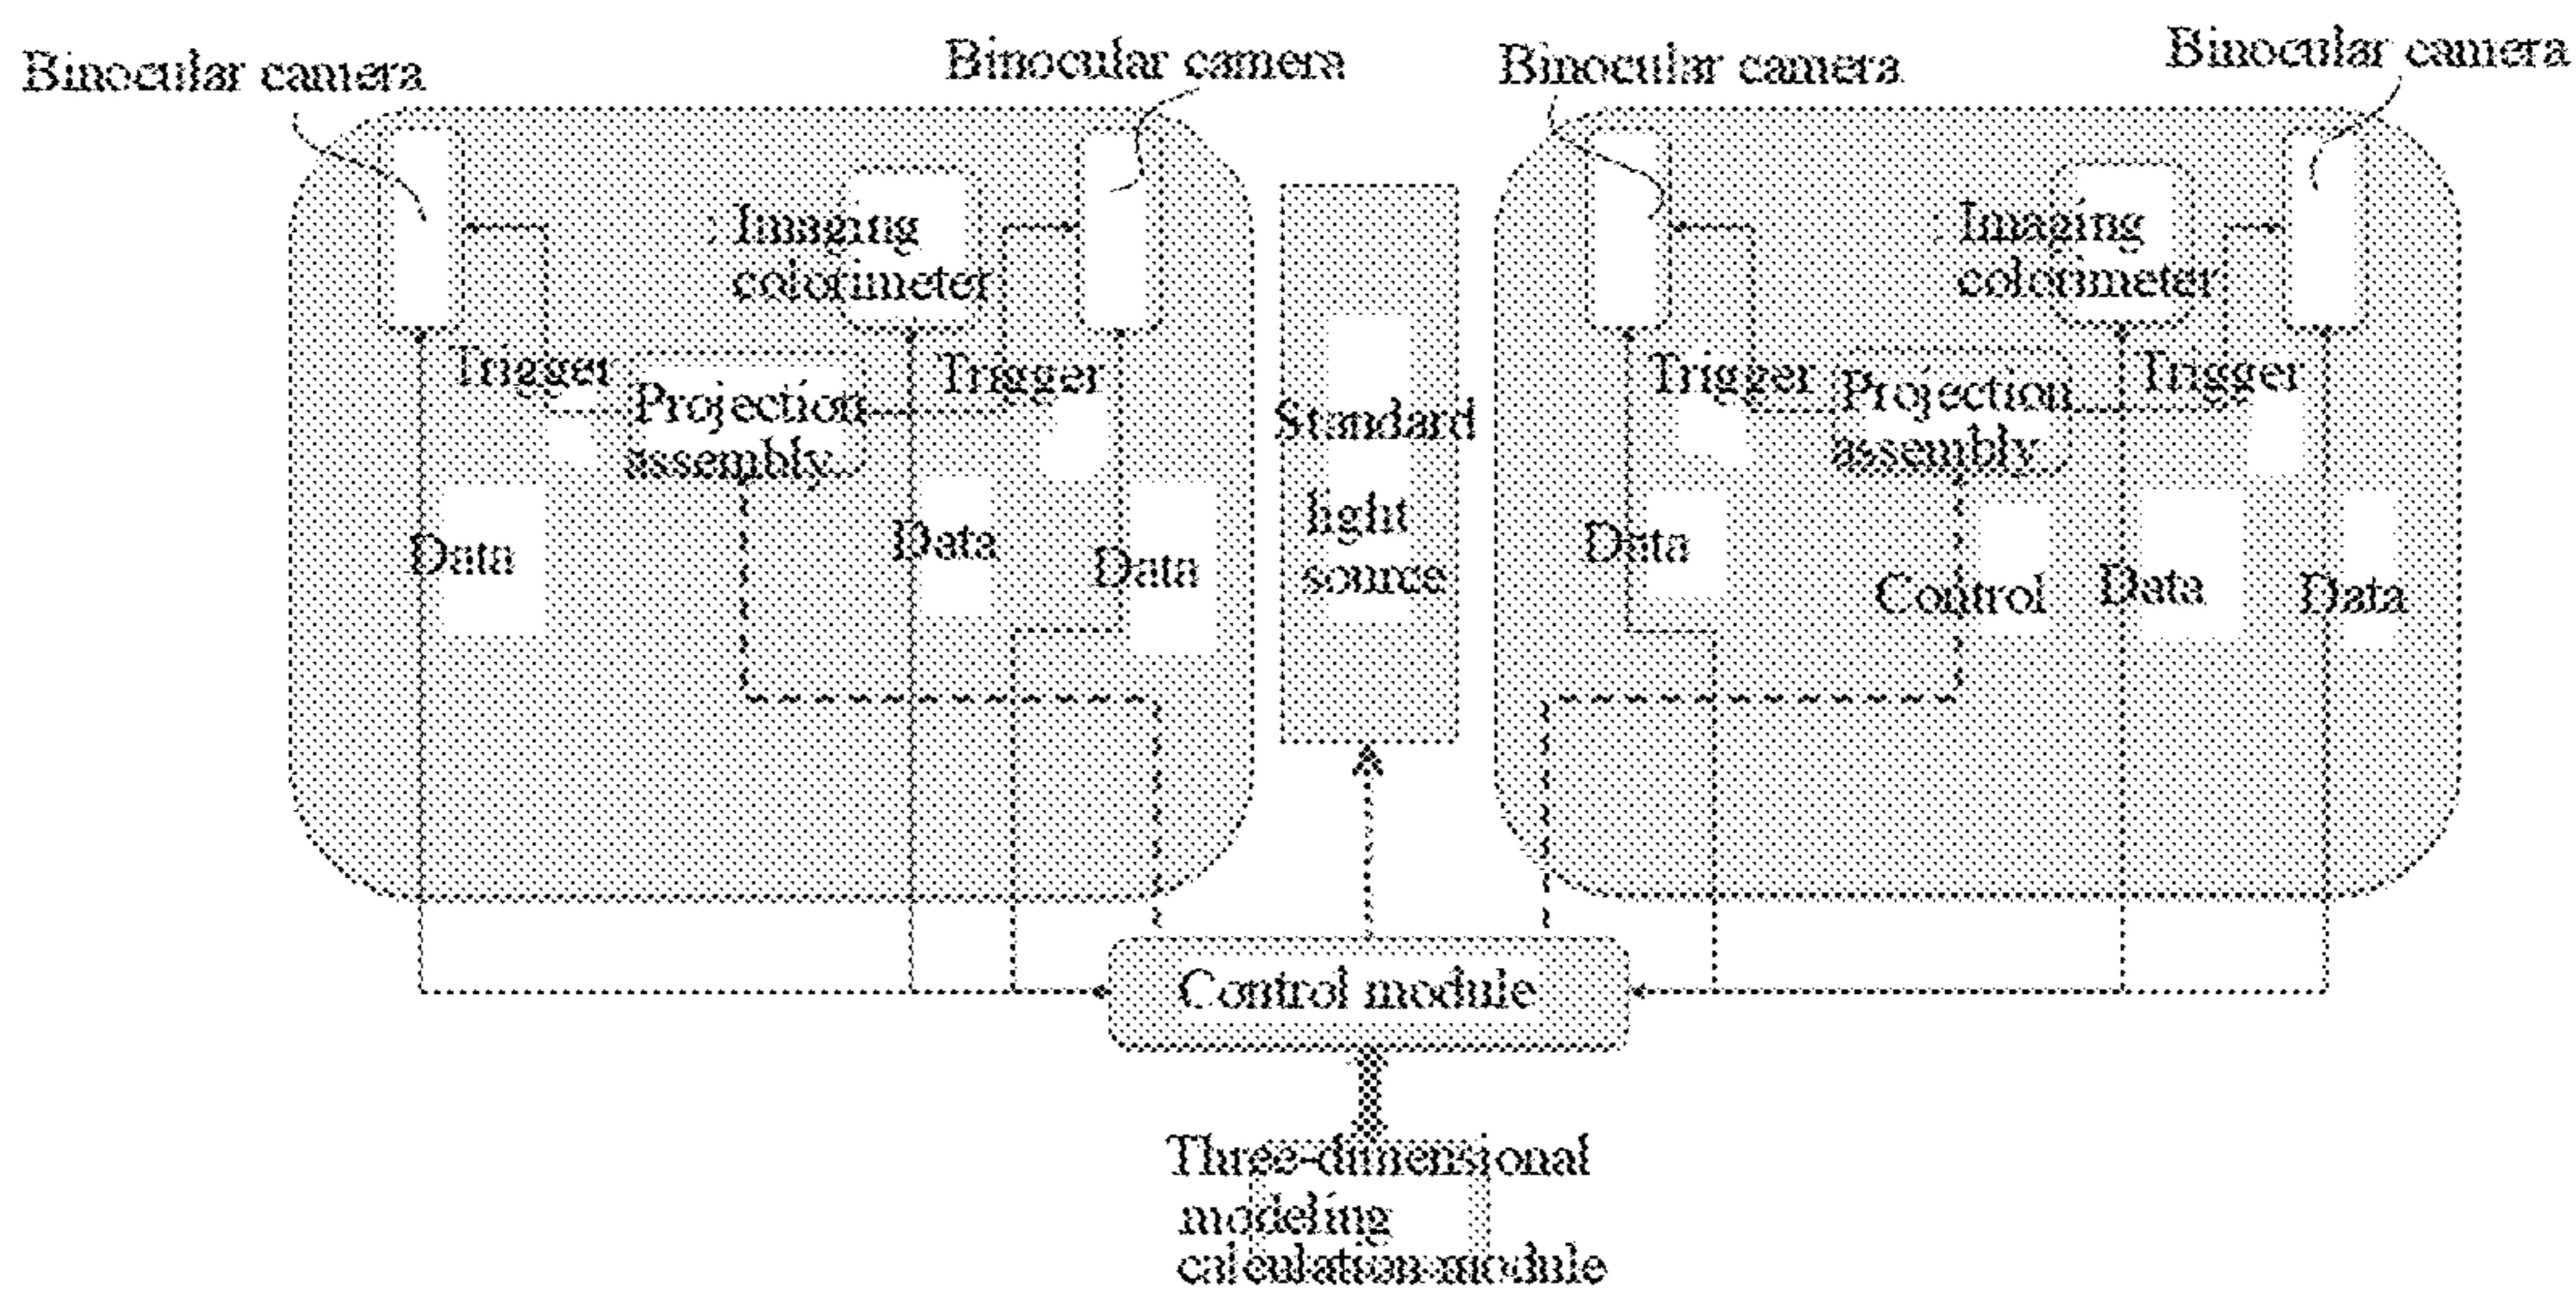 Binocular camera
Binocular camera
Binocular camera
Binocular camera
Imaging
colorimeter
Trigger
Projection
assembly
Trigger
Data
Data
Data
Standard
light
source
Imaging
colorimeter
Trigger
Projection
assembly
Trigger
Data
Control
Data
Data
Control module
Three-dimensional
modeling
calculation module